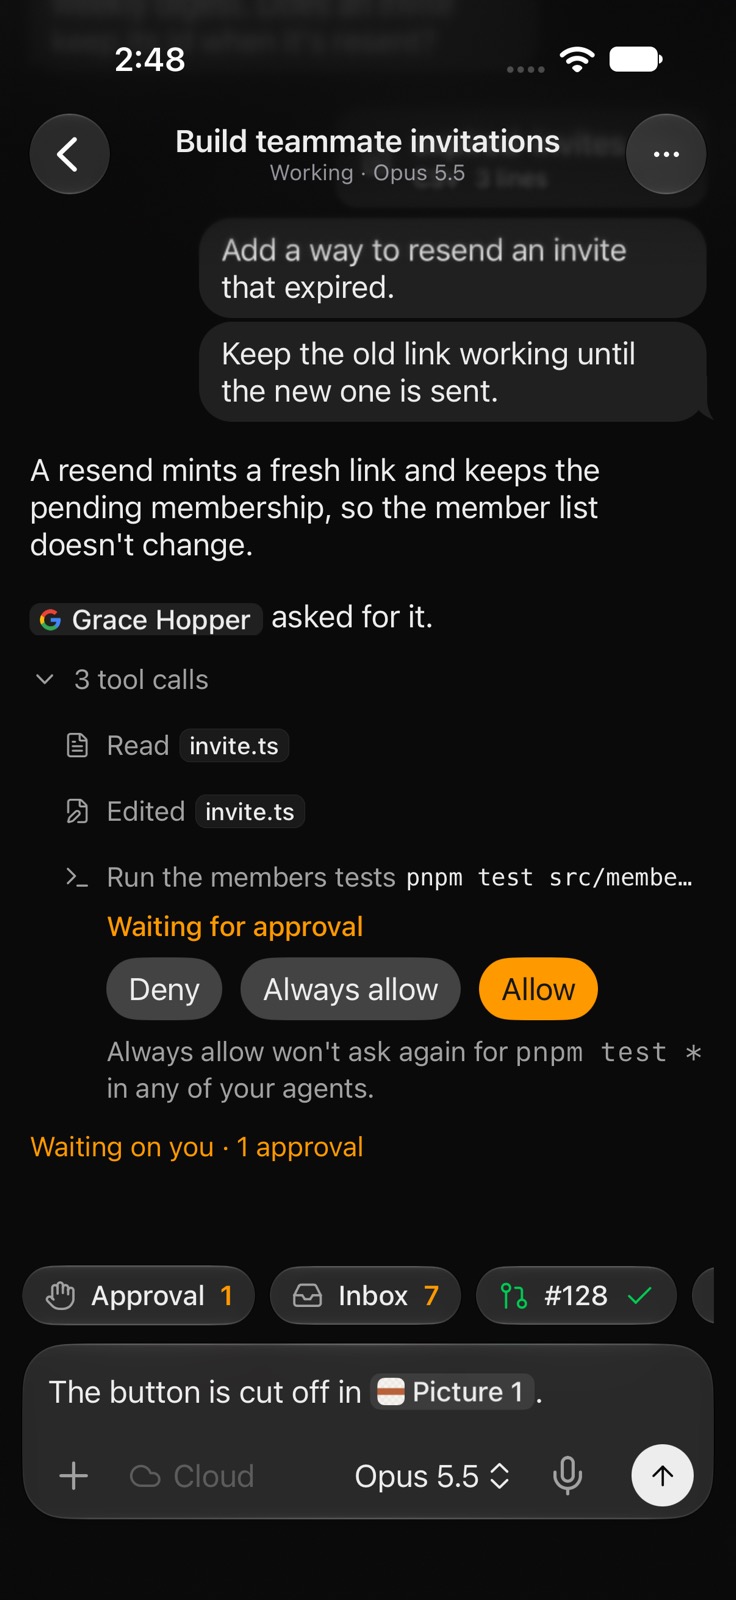 2:48
Build teammate invitations
Working · Opus 5.5
Add a way to resend an invite
that expired.
Keep the old link working until
the new one is sent.
A resend mints a fresh link and keeps the
pending membership, so the member list
doesn't change.
Grace Hopper asked for it.
3 tool calls
Read invite.ts
Edited invite.ts
Run the members tests pnpm test src/membe…
Waiting for approval
Deny Always allow Allow
Always allow won't ask again for pnpm test *
in any of your agents.
Waiting on you · 1 approval
Approval 1 Inbox 7 #128
The button is cut off in Picture 1.
Cloud Opus 5.5